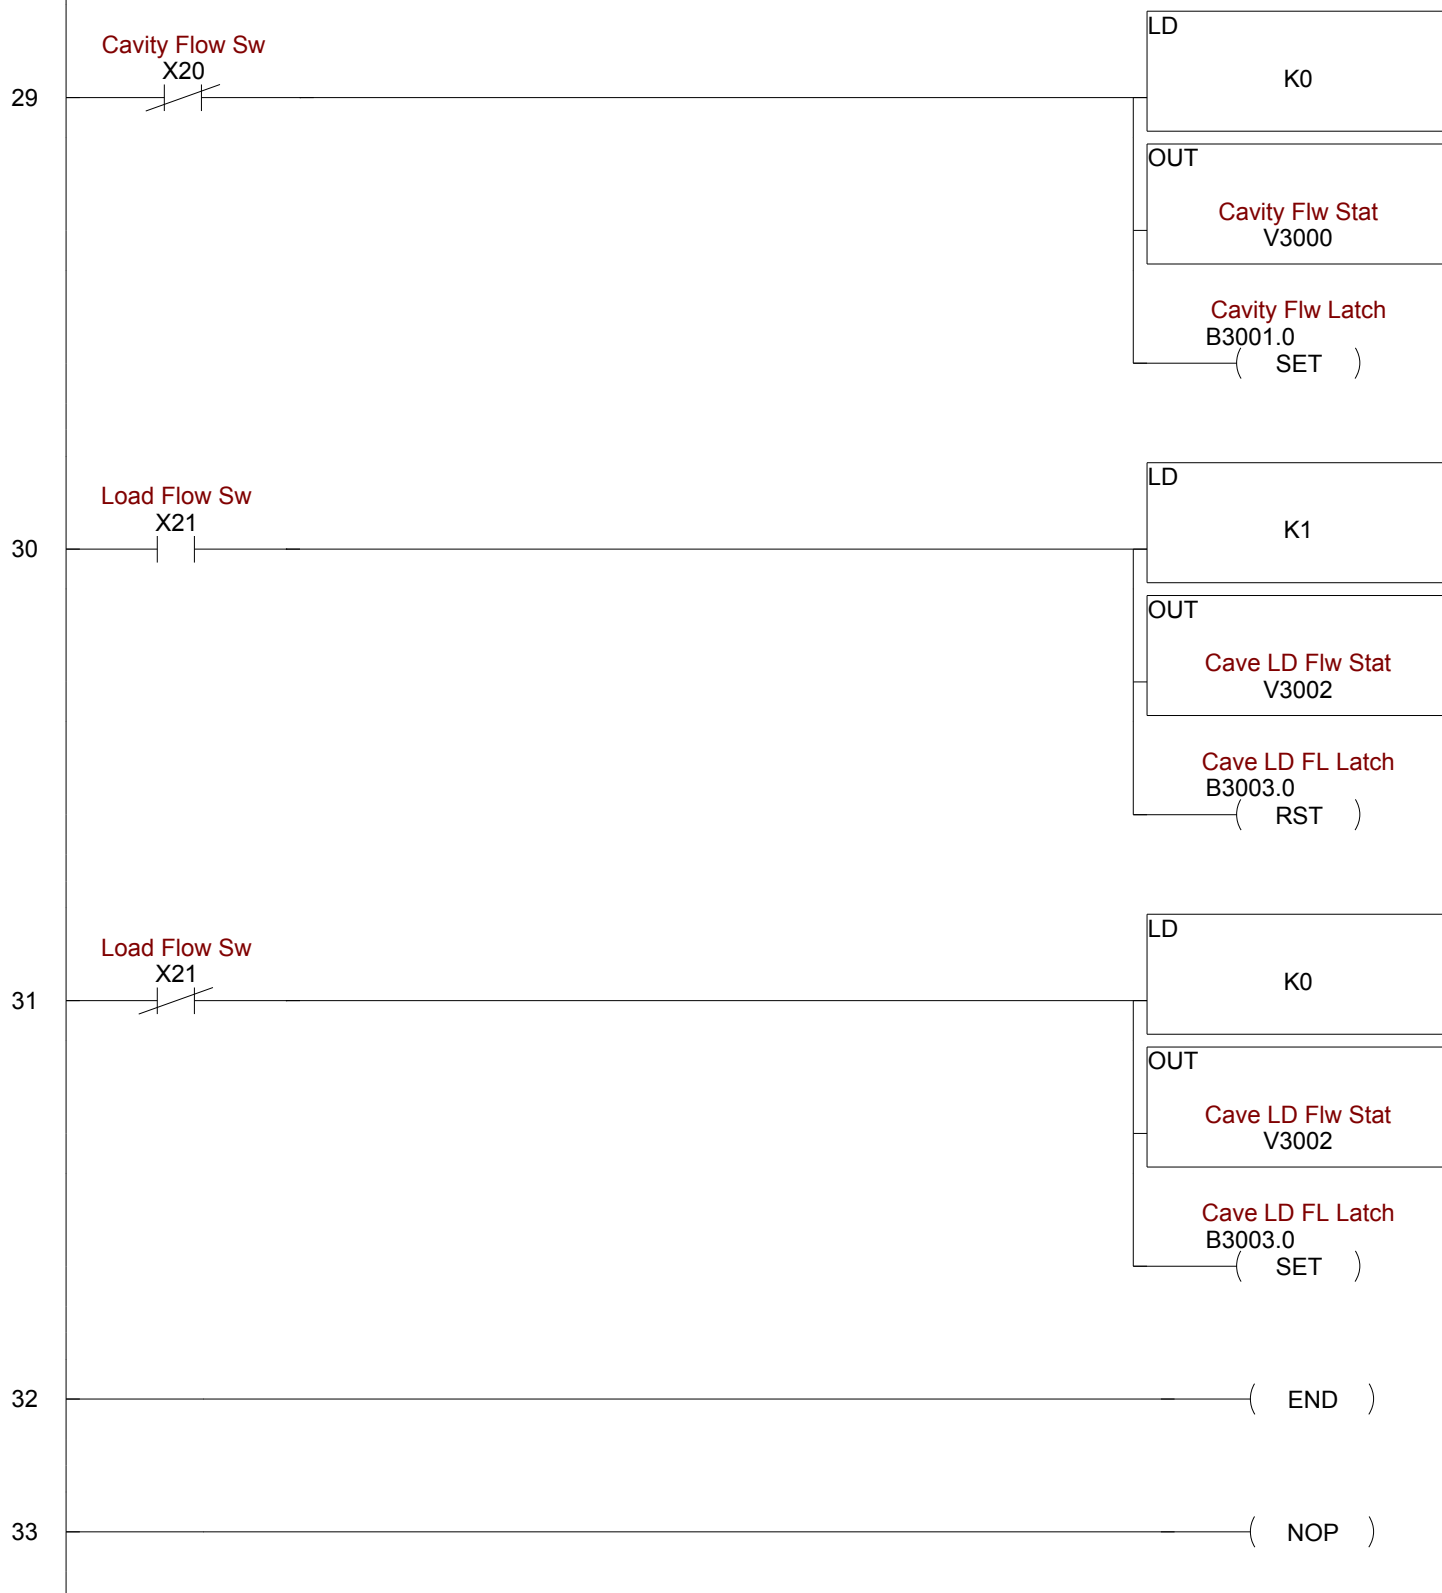 LD
Cavity Flow Sw
X20
29
K0
OUT
Cavity Flw Stat
V3000
Cavity Flw Latch
B3001.0
SET
LD
Load Flow Sw
X21
30
K1
OUT
Cave LD Flw Stat
V3002
Cave LD FL Latch
B3003.0
RST
LD
Load Flow Sw
X21
31
K0
OUT
Cave LD Flw Stat
V3002
Cave LD FL Latch
B3003.0
SET
32
END
33
NOP